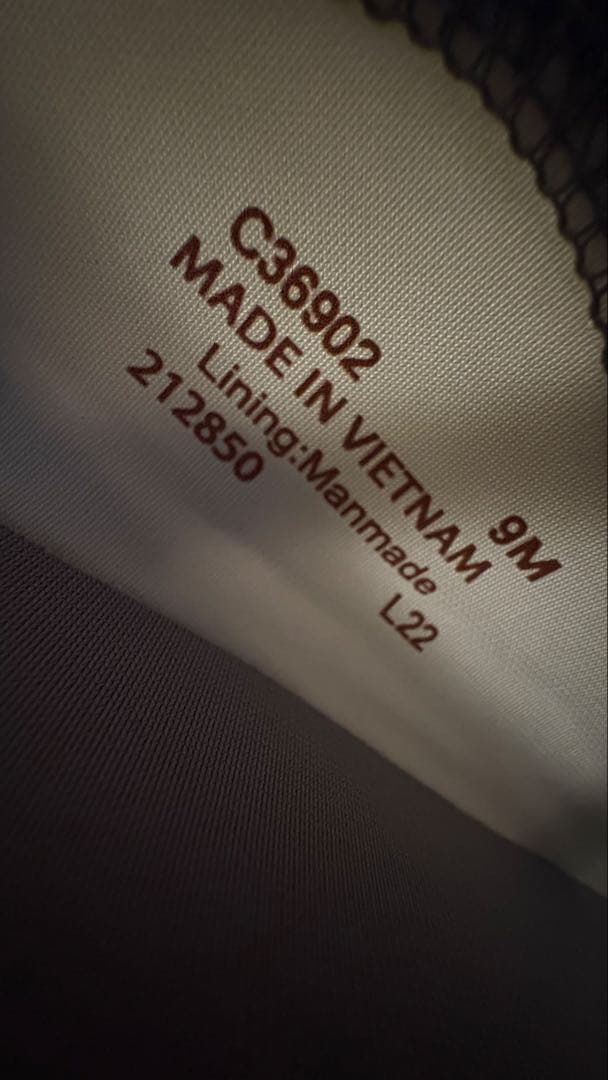 C36902 9M
MADE IN VIETNAM
Lining:Manmade
212850 L22